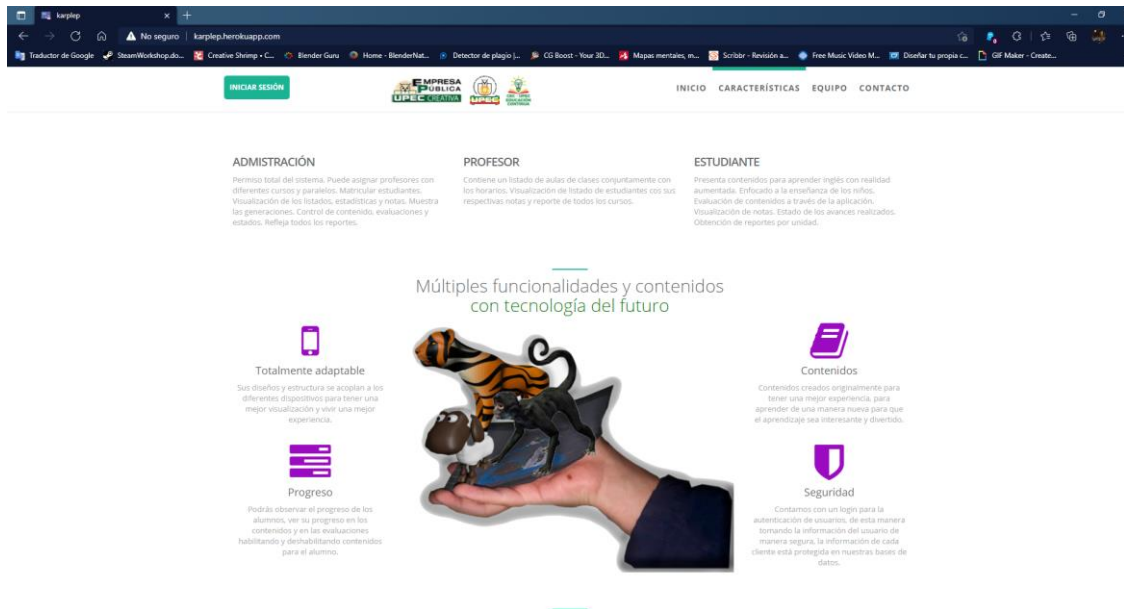 karplep
No seguro
karplep.herokuapp.com
Traductor de Google
SteamWorkshop.do...
Creative Shrimp • C...
Blender Guru
Home - BlenderNat...
Detector de plagio |...
CG Boost - Your 3D...
Mapas mentales, m...
Scribbr - Revisión a...
Free Music Video M...
Diseñar tu propia c...
GIF Maker - Create...
INICIAR SESIÓN
EMPRESA
PÚBLICA
UPEC CREATIVA
UPEC
INICIO
CARACTERÍSTICAS
EQUIPO
CONTACTO
ADMISTRACIÓN
Permiso total del sistema. Puede asignar profesores con
diferentes cursos y paralelos. Matricular estudiantes.
Visualización de los listados, estadísticas y notas. Muestra
las generaciones. Control de contenido, evaluaciones y
estados. Refleja todos los reportes.
PROFESOR
Contiene un listado de aulas de clases conjuntamente con
los horarios. Visualización de listado de estudiantes cos sus
respectivas notas y reporte de todos los cursos.
ESTUDIANTE
Presenta contenidos para aprender inglés con realidad
aumentada. Enfocado a la enseñanza de los niños.
Evaluación de contenidos a través de la aplicación.
Visualización de notas. Estado de los avances realizados.
Obtención de reportes por unidad.
Múltiples funcionalidades y contenidos
con tecnología del futuro
Totalmente adaptable
Sus diseños y estructura se acoplan a los
diferentes dispositivos para tener una
mejor visualización y vivir una mejor
experiencia.
Progreso
Podrás observar el progreso de los
alumnos, ver su progreso en los
contenidos y en las evaluaciones
habilitando y deshabilitando contenidos
para el alumno.
Contenidos
Contenidos creados originalmente para
tener una mejor experiencia, para
aprender de una manera nueva para que
el aprendizaje sea interesante y divertido.
Seguridad
Contamos con un login para la
autenticación de usuarios, de esta manera
tomando la información del usuario de
manera segura, la información de cada
cliente está protegida en nuestras bases de
datos.